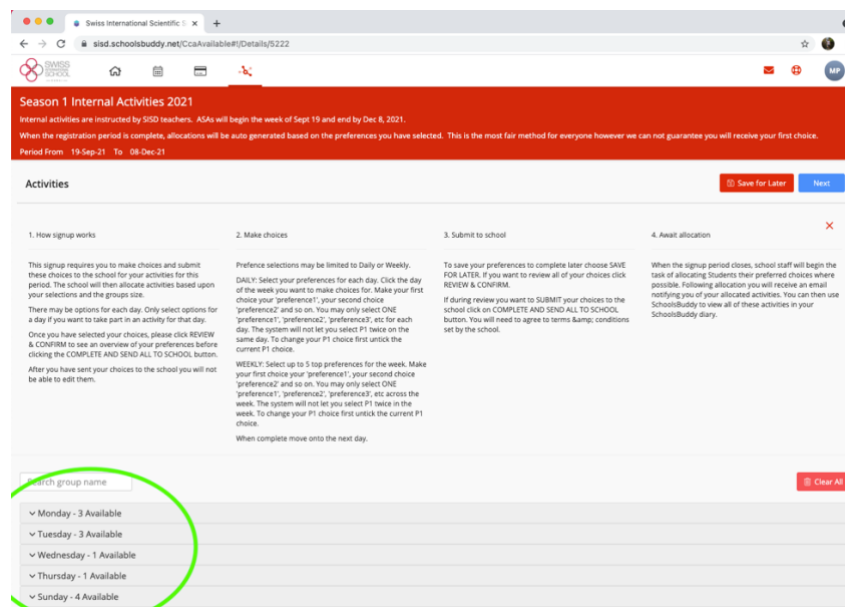 Swiss International Scientific S
sisd.schoolsbuddy.net/CcaAvailable#!/Details/5222
SWISS
SCHOOL
MP
Season 1 Internal Activities 2021
Internal activities are instructed by SISD teachers. ASAs will begin the week of Sept 19 and end by Dec 8, 2021.
When the registration period is complete, allocations will be auto generated based on the preferences you have selected. This is the most fair method for everyone however we can not guarantee you will receive your first choice.
Period From 19-Sep-21 To 08-Dec-21
Activities
Save for Later
Next
1. How signup works
This signup requires you to make choices and submit
these choices to the school for your activities for this
period. The school will then allocate activities based upon
your selections and the groups size.
There may be options for each day. Only select options for
a day if you want to take part in an activity for that day.
Once you have selected your choices, please click REVIEW
& CONFIRM to see an overview of your preferences before
clicking the COMPLETE AND SEND ALL TO SCHOOL button.
After you have sent your choices to the school you will not
be able to edit them.
2. Make choices
Prefence selections may be limited to Daily or Weekly.
DAILY: Select your preferences for each day. Click the day
of the week you want to make choices for. Make your first
choice your 'preference1', your second choice
'preference2' and so on. You may only select ONE
'preference1', 'preference2', 'preference3', etc for each
day. The system will not let you select P1 twice on the
same day. To change your P1 choice first untick the
current P1 choice.
WEEKLY: Select up to 5 top preferences for the week. Make
your first choice your 'preference1', your second choice
'preference2' and so on. You may only select ONE
'preference1', 'preference2', 'preference3', etc across the
week. The system will not let you select P1 twice in the
week. To change your P1 choice first untick the current P1
choice.
When complete move onto the next day.
3. Submit to school
To save your preferences to complete later choose SAVE
FOR LATER. If you want to review all of your choices click
REVIEW & CONFIRM.
If during review you want to SUBMIT your choices to the
school click on COMPLETE AND SEND ALL TO SCHOOL
button. You will need to agree to terms &amp; conditions
set by the school.
4. Await allocation
When the signup period closes, school staff will begin the
task of allocating Students their preferred choices where
possible. Following allocation you will receive an email
notifying you of your allocated activities. You can then use
SchoolsBuddy to view all of these activities in your
SchoolsBuddy diary.
Search group name
Clear All
Monday - 3 Available
Tuesday - 3 Available
Wednesday - 1 Available
Thursday - 1 Available
Sunday - 4 Available